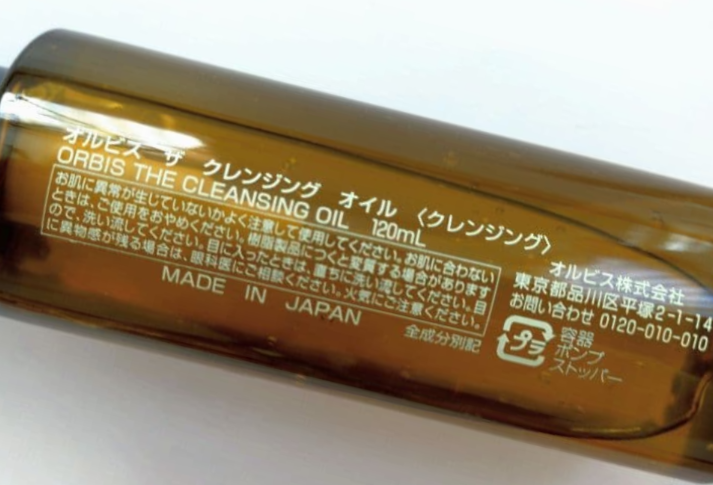 オルビス ザ クレンジング オイル 〈クレンジング〉
ORBIS THE CLEANSING OIL 120mL
お肌に異常が生じていないかよく注意して使用してください。お肌に合わない
ときは、ご使用をおやめください。樹脂製品につくと変質する場合があります
ので、洗い流してください。目に入ったときは、直ちに洗い流してください。目
に異物感が残る場合は、眼科医にご相談ください。火気にご注意ください。
MADE IN JAPAN
全成分別記
オルビス株式会社
東京都品川区平塚2-1-14
お問い合わせ 0120-010-010
プラ
容器
ポンプ
ストッパー